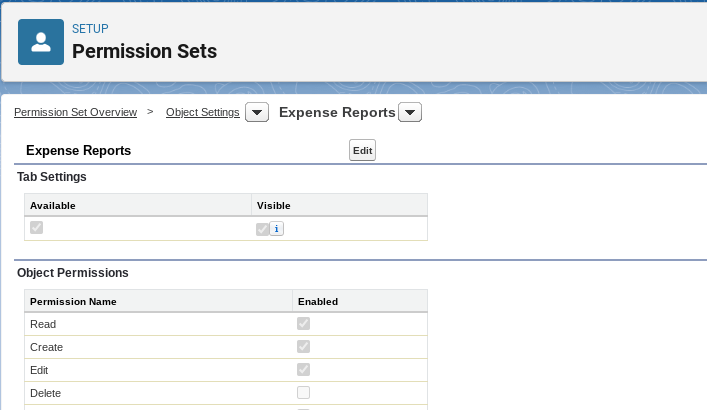 SETUP
Permission Sets
Permission Set Overview > Object Settings Expense Reports
Expense Reports Edit
Tab Settings
Available Visible
i
Object Permissions
Permission Name Enabled
Read
Create
Edit
Delete